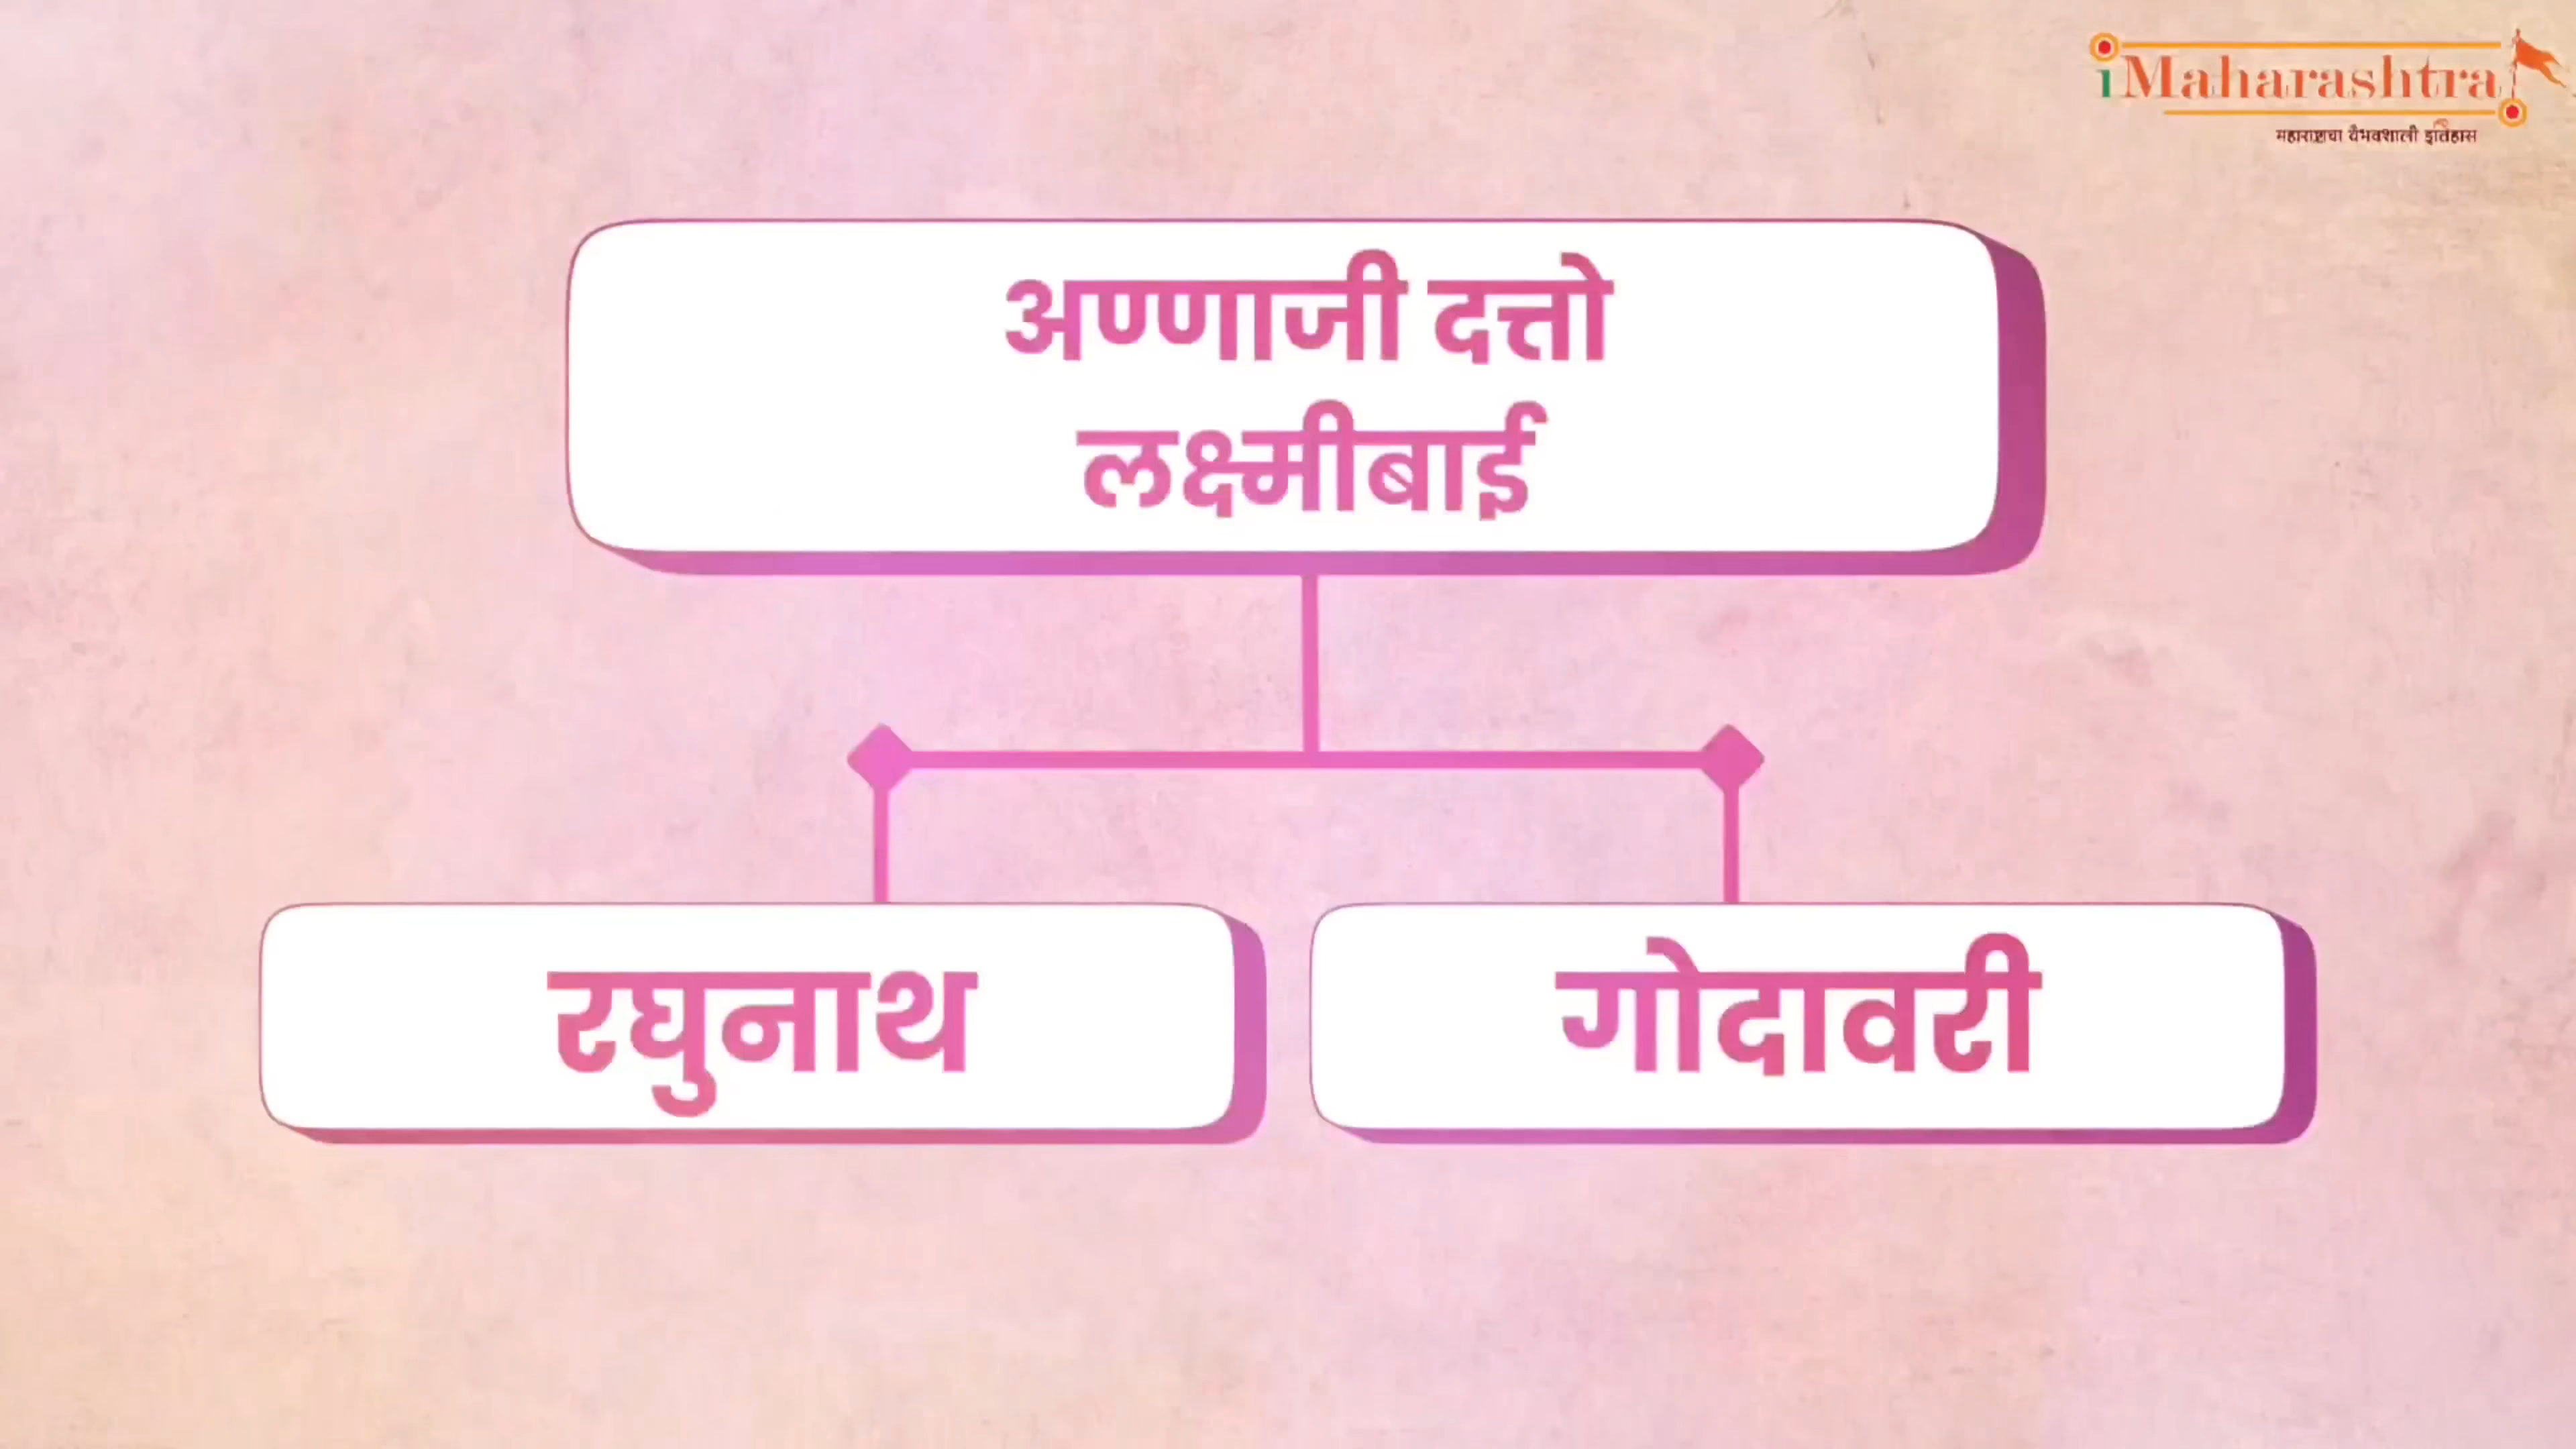 iMaharashtra
महाराष्ट्राचा वैभवशाली इतिहास
अण्णाजी दत्तो
लक्ष्मीबाई
रघुनाथ
गोदावरी